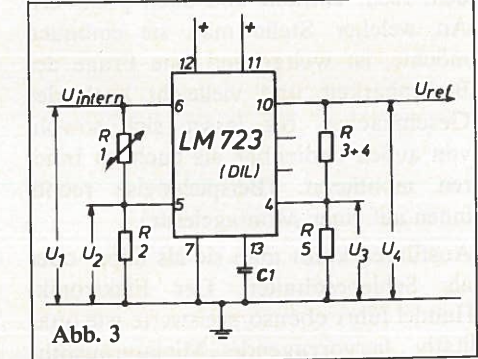 + +
12 11
U intern 6 10 U ref
R 1 LM 723 R 3+4
(DIL)
5 4
U1 U2 R 2 7 13 R 5 U3 U4
C1
Abb. 3